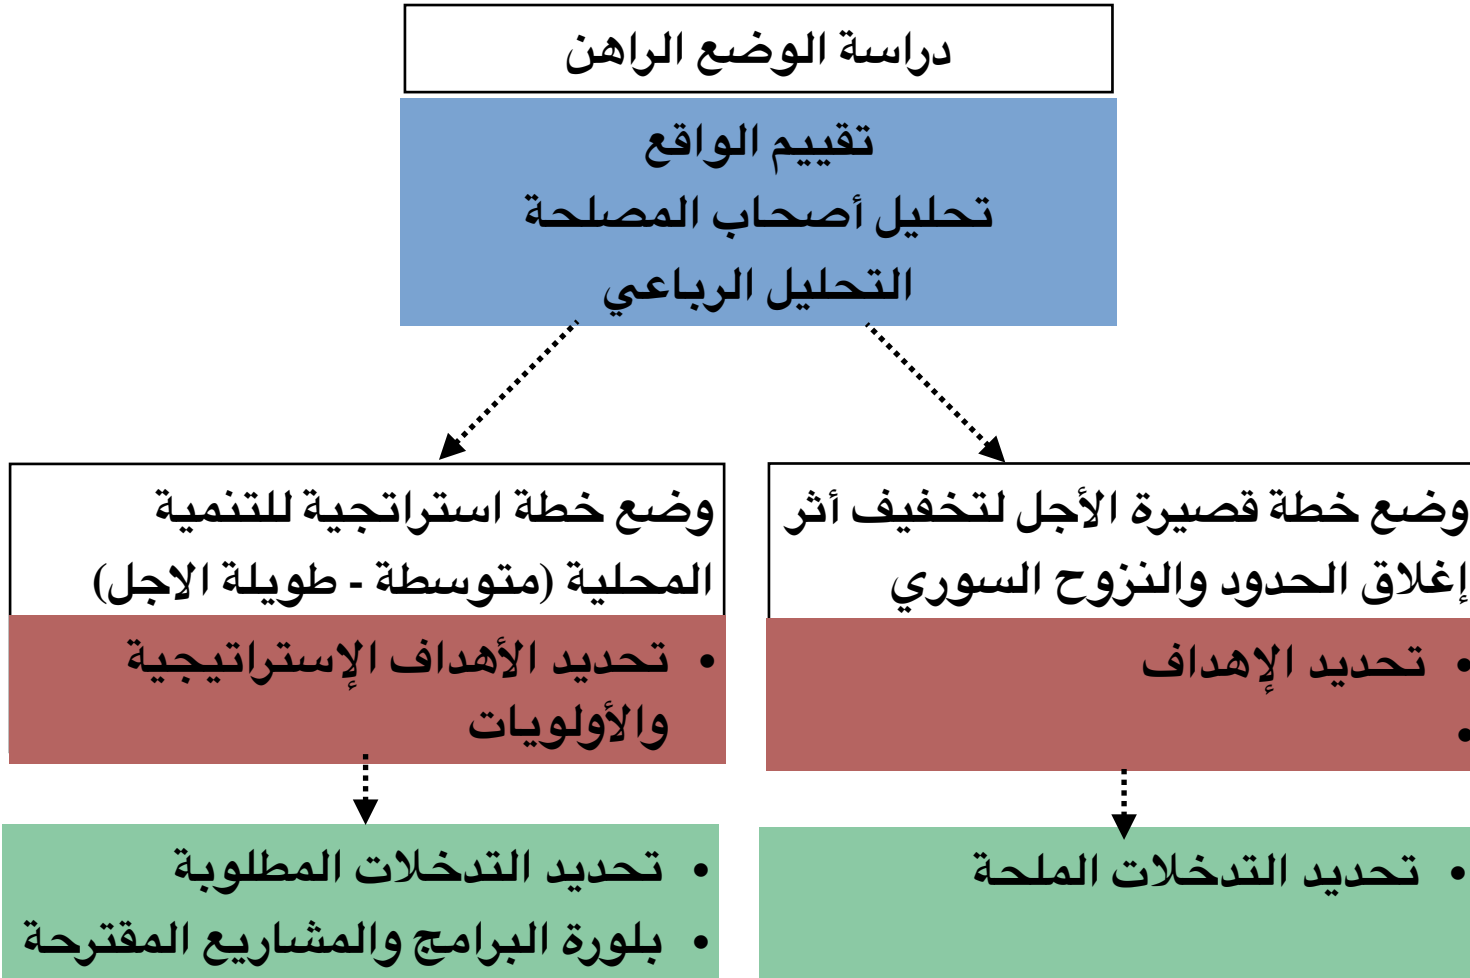 دراسة الوضع الراهن
تقييم الواقع
تحليل أصحاب المصلحة
التحليل الرباعي
وضع خطة قصيرة الأجل لتخفيف أثر
إغلاق الحدود والنزوح السوري
• تحديد الإهداف
•
• تحديد التدخلات الملحة
وضع خطة استراتجية للتنمية
المحلية (متوسطة - طويلة الاجل)
• تحديد الأهداف الإستراتيجية
والأولويات
• تحديد التدخلات المطلوبة
• بلورة البرامج والمشاريع المقترحة